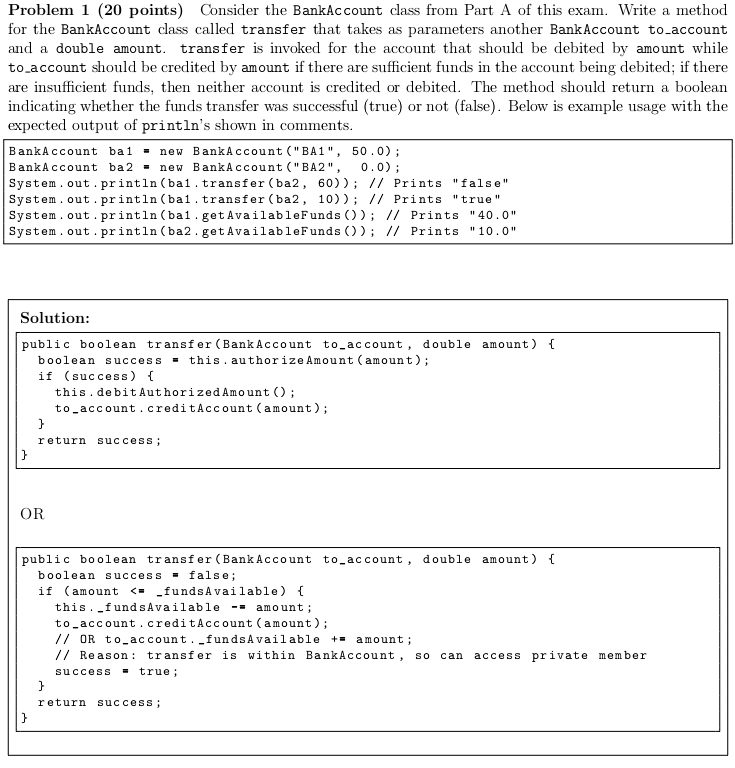 Problem 1 (20 points) Consider the BankAccount class from Part A of this exam. Write a method
for the BankAccount class called transfer that takes as parameters another BankAccount to_account
and a double amount. transfer is invoked for the account that should be debited by amount while
to_account should be credited by amount if there are sufficient funds in the account being debited; if there
are insufficient funds, then neither account is credited or debited. The method should return a boolean
indicating whether the funds transfer was successful (true) or not (false). Below is example usage with the
expected output of println's shown in comments.
BankAccount ba1 = new BankAccount("BA1", 50.0);
BankAccount ba2 = new BankAccount("BA2",  0.0);
System.out.println(ba1.transfer(ba2, 60)); // Prints "false"
System.out.println(ba1.transfer(ba2, 10)); // Prints "true"
System.out.println(ba1.getAvailableFunds()); // Prints "40.0"
System.out.println(ba2.getAvailableFunds()); // Prints "10.0"
Solution:
public boolean transfer(BankAccount to_account, double amount) {
  boolean success = this.authorizeAmount(amount);
  if (success) {
    this.debitAuthorizedAmount();
    to_account.creditAccount(amount);
  }
  return success;
}
OR
public boolean transfer(BankAccount to_account, double amount) {
  boolean success = false;
  if (amount <= _fundsAvailable) {
    this._fundsAvailable -= amount;
    to_account.creditAccount(amount);
    // OR to_account._fundsAvailable += amount;
    // Reason: transfer is within BankAccount, so can access private member
    success = true;
  }
  return success;
}